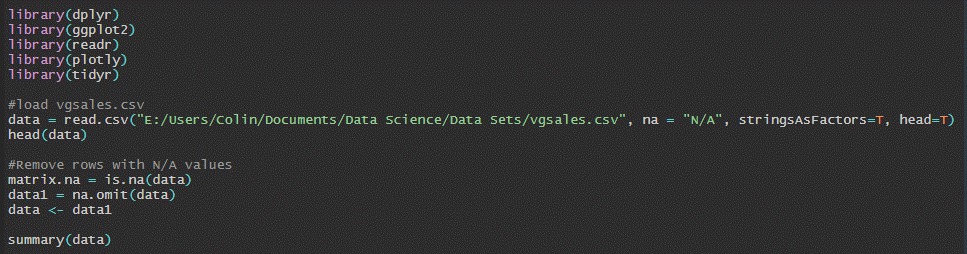 library(dplyr)
library(ggplot2)
library(readr)
library(plotly)
library(tidyr)
#load vgsales.csv
data = read.csv("E:/Users/Colin/Documents/Data Science/Data Sets/vgsales.csv", na = "N/A", stringsAsFactors=T, head=T)
head(data)
#Remove rows with N/A values
matrix.na = is.na(data)
data1 = na.omit(data)
data <- data1
summary(data)